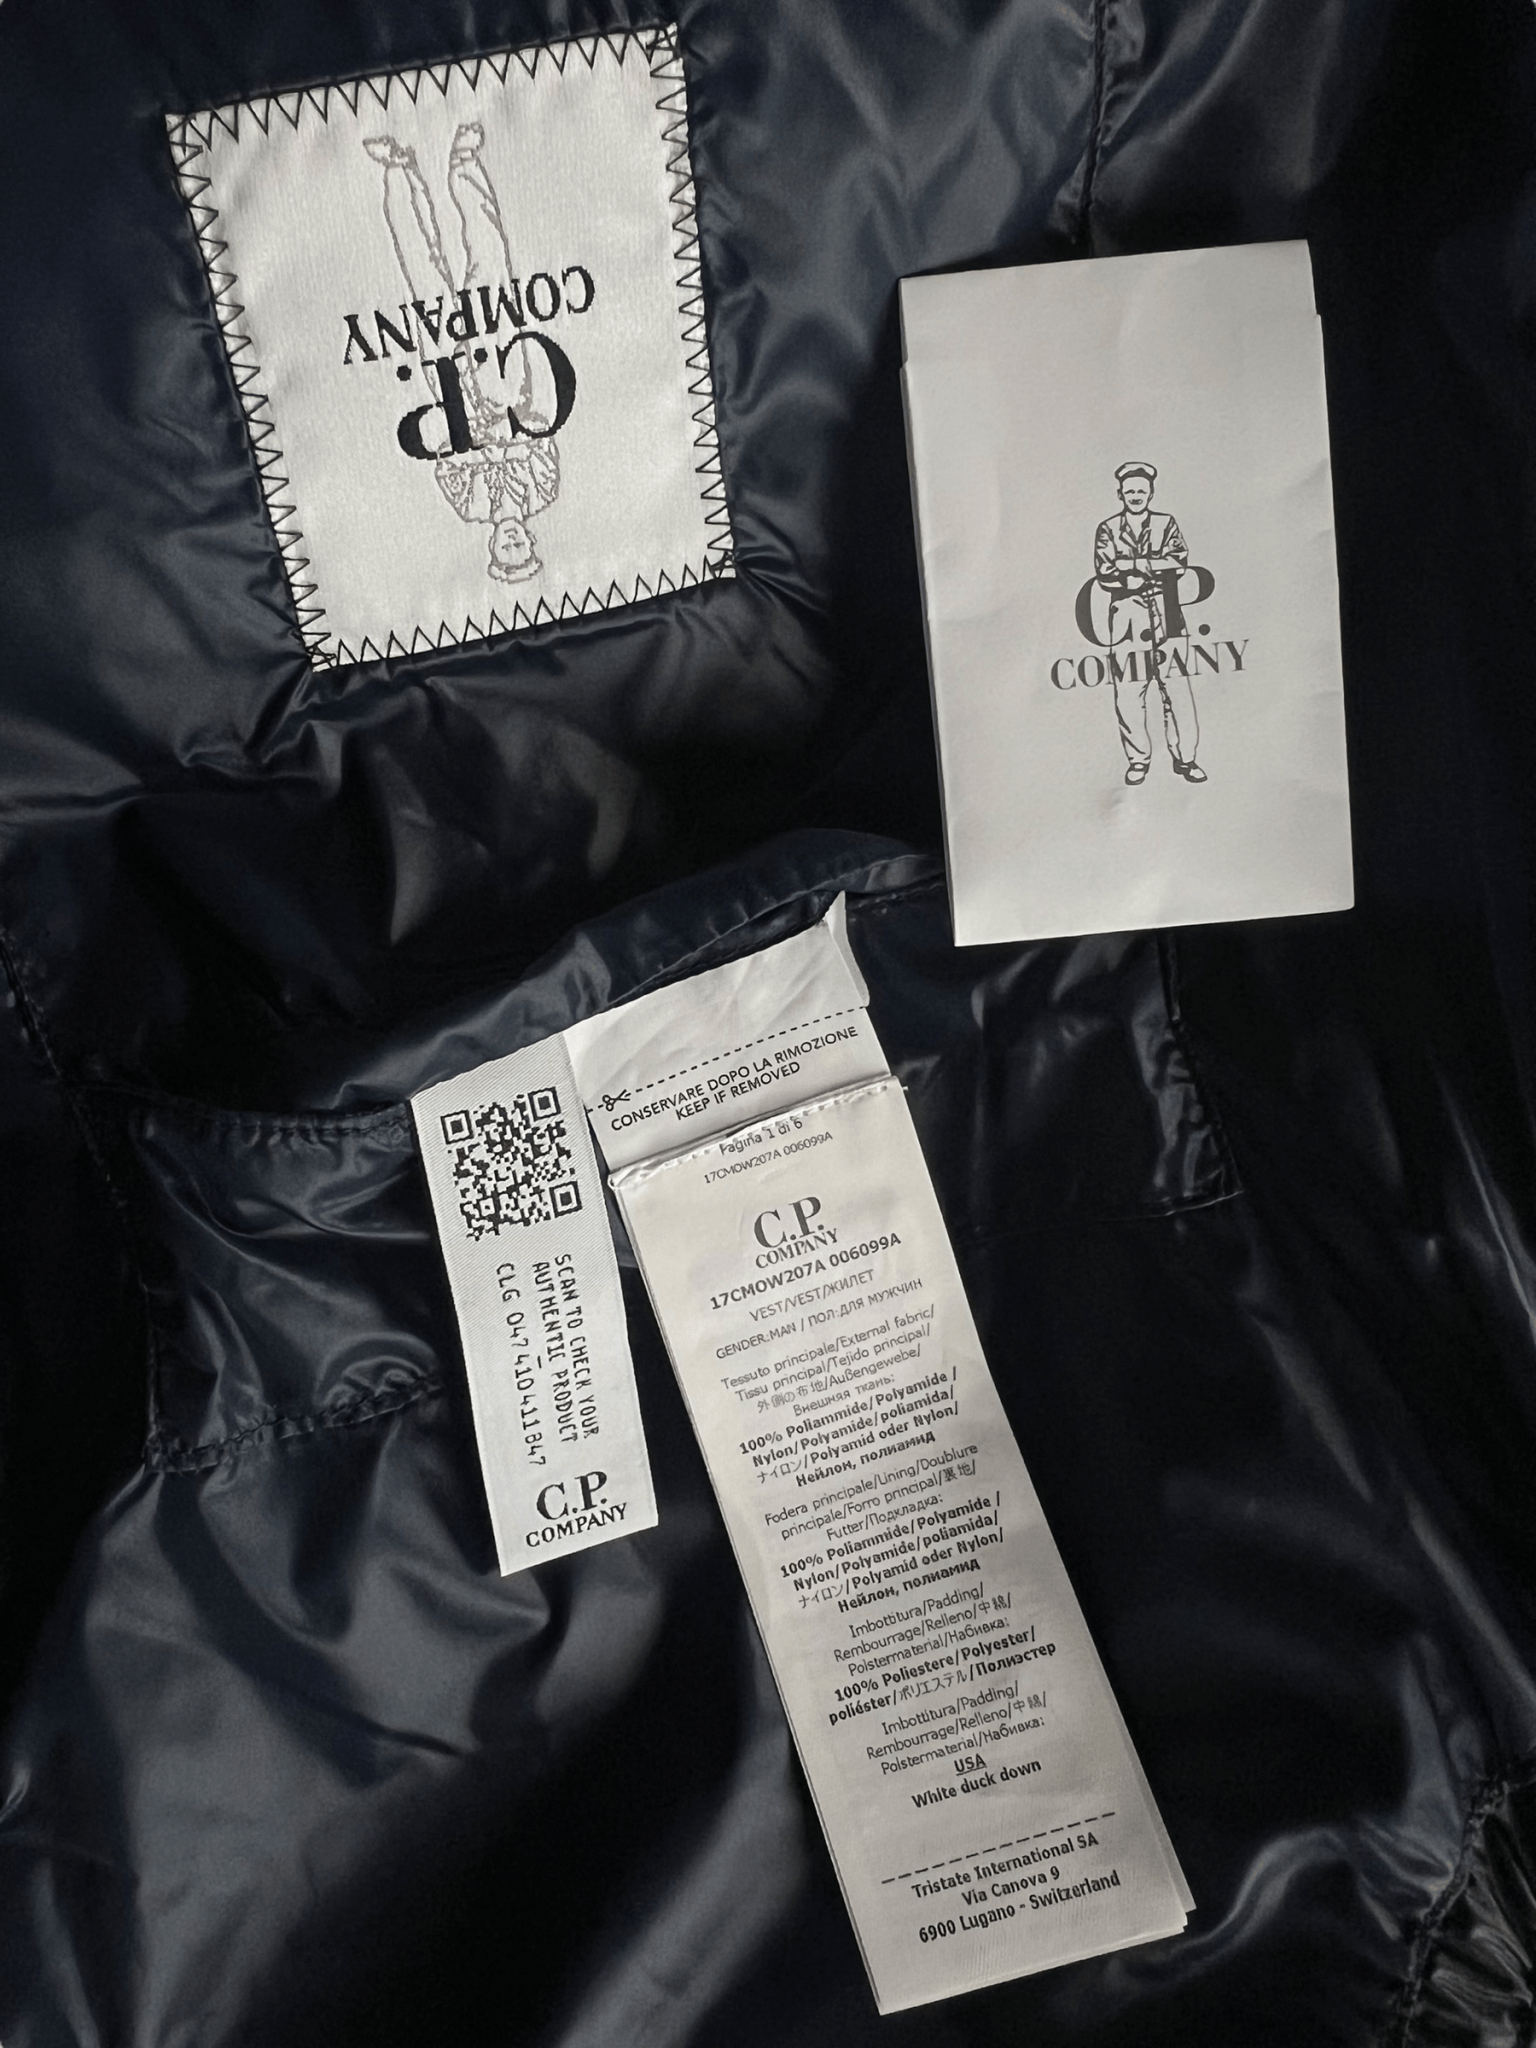 C.P.
COMPANY
C.P.
COMPANY
CONSERVARE DOPO LA RIMOZIONE
KEEP IF REMOVED
SCAN TO CHECK YOUR
AUTHENTIC PRODUCT
CLG 047410411847
C.P.
COMPANY
Pagina 1 di 6
17CMOW207A 006099A
C.P.
COMPANY
17CMOW207A 006099A
VEST/VEST/ЖИЛЕТ
GENDER:MAN / ПОЛ:ДЛЯ МУЖЧИН
Tessuto principale/External fabric/
Tissu principal/Tejido principal/
外側の布地/Außengewebe/
Внешняя ткань:
100% Poliammide/Polyamide /
Nylon/Polyamide/poliamida/
ナイロン/Polyamid oder Nylon/
Нейлон, полиамид
Fodera principale/Lining/Doublure
principale/Forro principal/裏地/
Futter/Подкладка:
100% Poliammide/Polyamide /
Nylon/Polyamide/poliamida/
ナイロン/Polyamid oder Nylon/
Нейлон, полиамид
Imbottitura/Padding/
Rembourrage/Relleno/中綿/
Polstermaterial/Набивка:
100% Poliestere/Polyester/
poliéster/ポリエステル/Полиэстер
Imbottitura/Padding/
Rembourrage/Relleno/中綿/
Polstermaterial/Набивка:
USA
White duck down
Tristate International SA
Via Canova 9
6900 Lugano - Switzerland